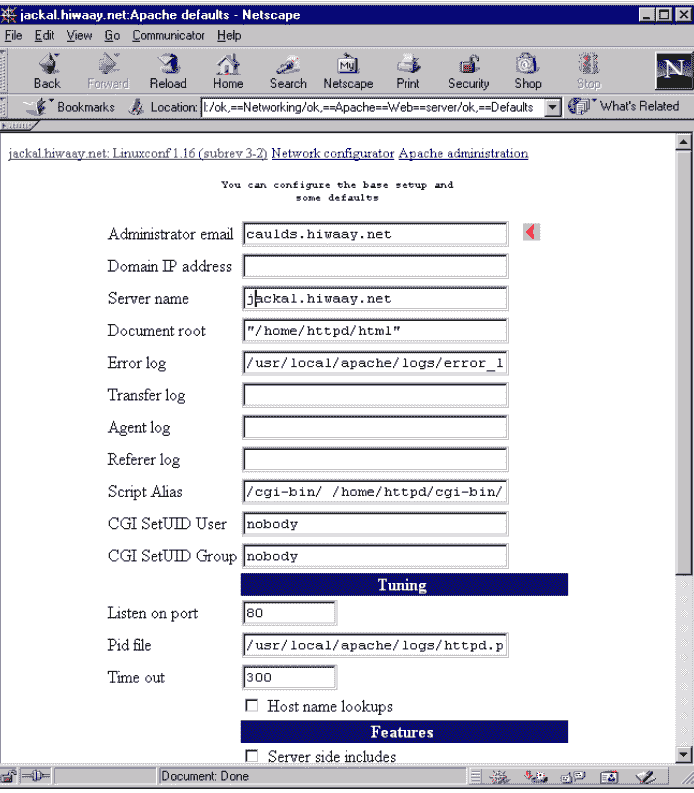 jackal.hiwaay.net:Apache defaults - Netscape
File Edit View Go Communicator Help
Back Forward Reload Home Search Netscape Print Security Shop Stop
My
N
Bookmarks Location: l:/ok,==Networking/ok,==Apache==Web==server/ok,==Defaults What's Related
jackal.hiwaay.net: Linuxconf 1.16 (subrev 3-2) Network configurator Apache administration
You can configure the base setup and
some defaults
Administrator email caulds.hiwaay.net
Domain IP address
Server name jackal.hiwaay.net
Document root "/home/httpd/html"
Error log /usr/local/apache/logs/error_l
Transfer log
Agent log
Referer log
Script Alias /cgi-bin/ /home/httpd/cgi-bin/
CGI SetUID User nobody
CGI SetUID Group nobody
Tuning
Listen on port 80
Pid file /usr/local/apache/logs/httpd.p
Time out 300
Host name lookups
Features
Server side includes
Document: Done